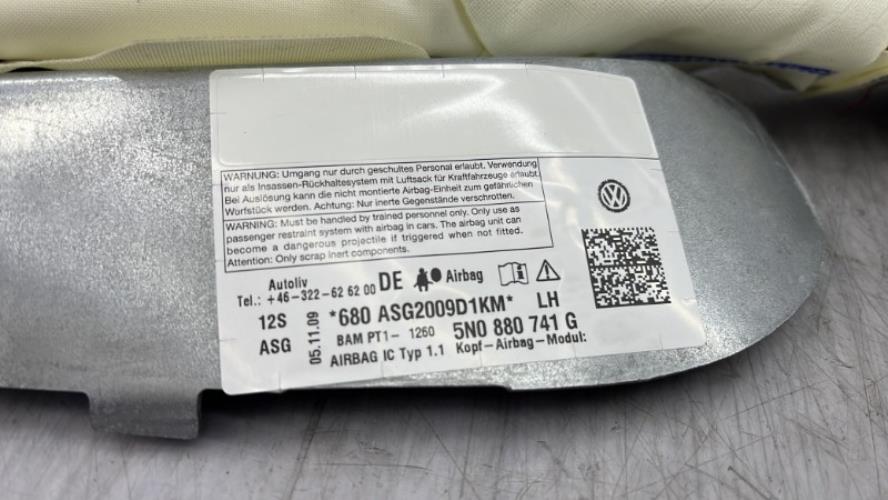 WARNUNG: Umgang nur durch geschultes Personal erlaubt. Verwendung
nur als Insassen-Rückhaltesystem mit Luftsack für Kraftfahrzeuge erlaubt.
Bei Auslösung kann die nicht montierte Airbag-Einheit zum gefährlichen
Worfstück werden. Achtung: Nur inerte Gegenstände verschrotten.
WARNING: Must be handled by trained personnel only. Only use as
passenger restraint system with airbag in cars. The airbag unit can
become a dangerous projectile if triggered when not fitted.
Attention: Only scrap inert components.
Autoliv
Tel.: +46-322-62 62 00 DE Airbag
12S
ASG
05.11.09
*680 ASG2009D1KM* LH
BAM PT1- 1260 5N0 880 741 G
AIRBAG IC Typ 1.1 Kopf-Airbag-Modul: